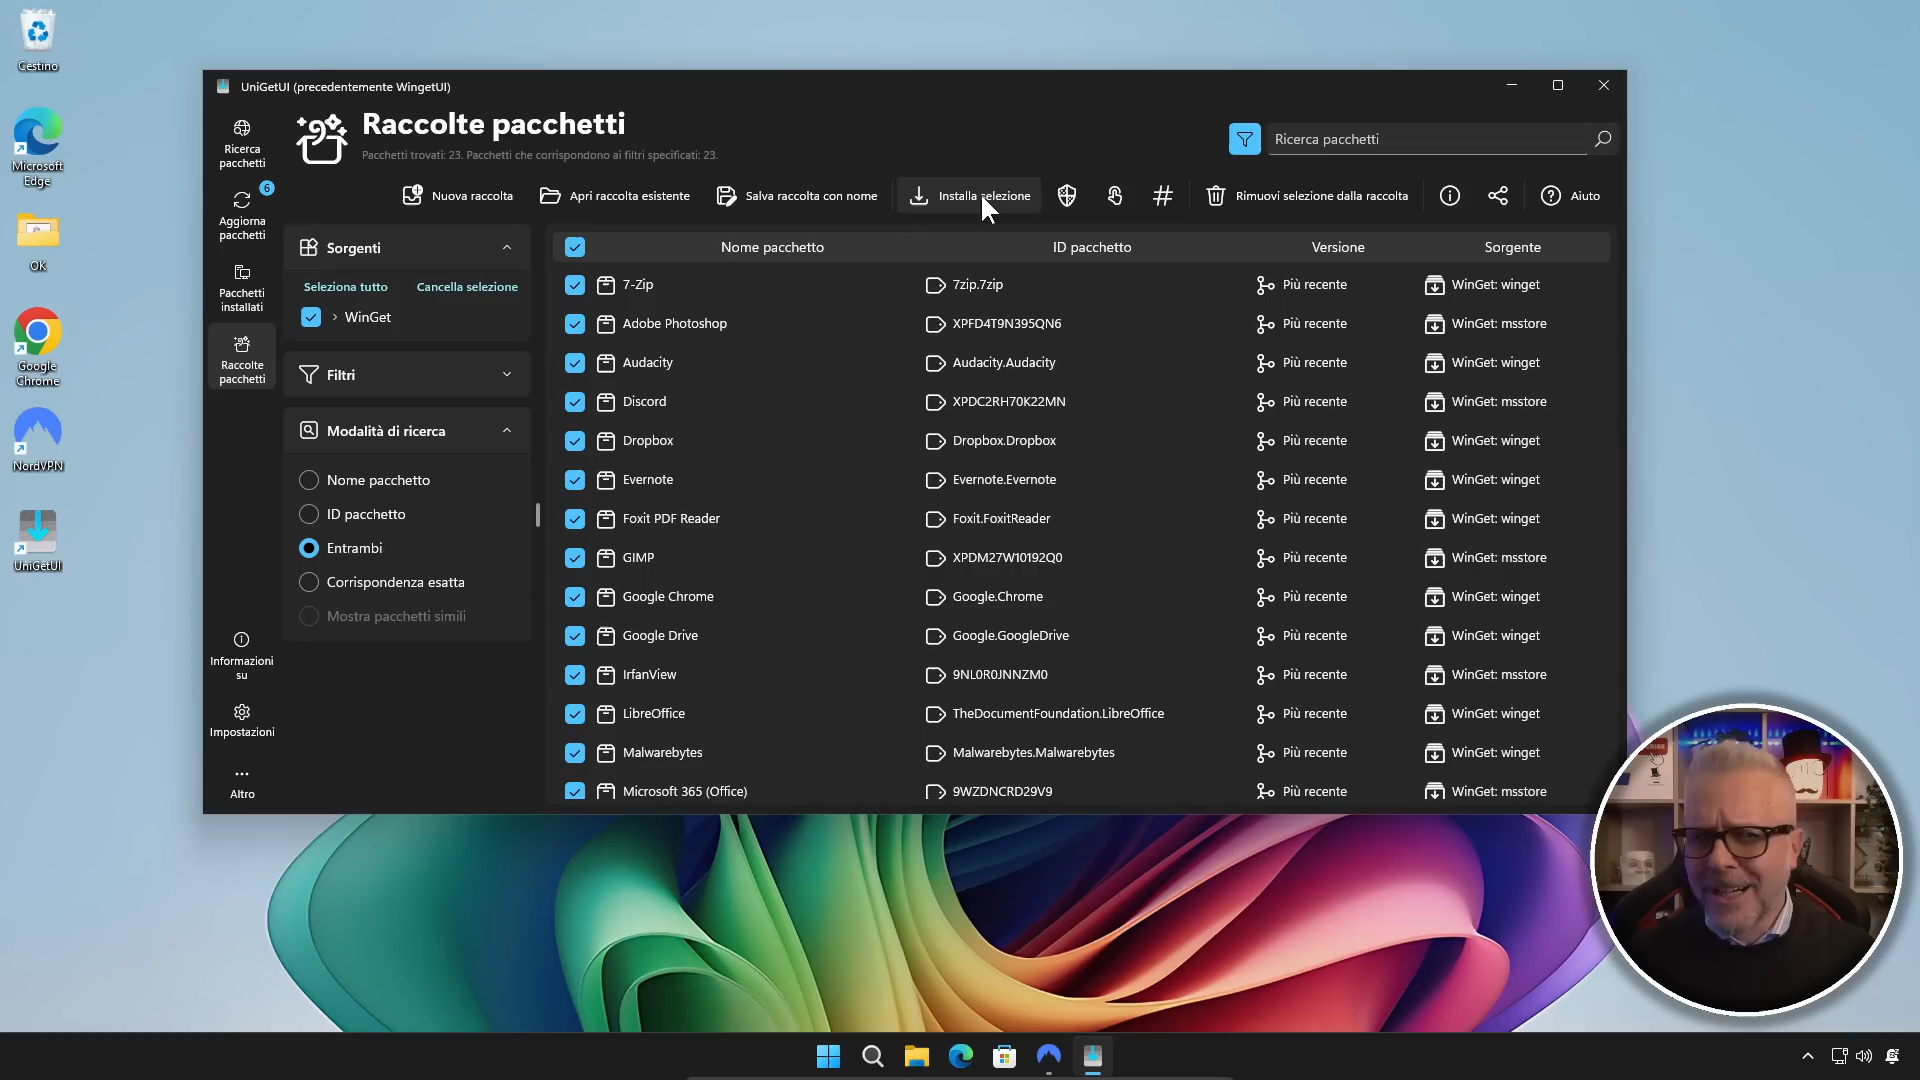 Cestino
Microsoft
Edge
OK
Google
Chrome
NordVPN
UniGetUI
UniGetUI (precedentemente WingetUI)
Ricerca
pacchetti
6
Aggiorna
pacchetti
Pacchetti
installati
Raccolte
pacchetti
Informazioni
su
Impostazioni
Altro
Raccolte pacchetti
Pacchetti trovati: 23. Pacchetti che corrispondono ai filtri specificati: 23.
Ricerca pacchetti
Nuova raccolta
Apri raccolta esistente
Salva raccolta con nome
Installa selezione
Rimuovi selezione dalla raccolta
Aiuto
Sorgenti
Seleziona tutto Cancella selezione
WinGet
Filtri
Modalità di ricerca
Nome pacchetto
ID pacchetto
Entrambi
Corrispondenza esatta
Mostra pacchetti simili
Nome pacchetto ID pacchetto Versione Sorgente
7-Zip 7zip.7zip Più recente WinGet: winget
Adobe Photoshop XPFD4T9N395QN6 Più recente WinGet: msstore
Audacity Audacity.Audacity Più recente WinGet: winget
Discord XPDC2RH70K22MN Più recente WinGet: msstore
Dropbox Dropbox.Dropbox Più recente WinGet: winget
Evernote Evernote.Evernote Più recente WinGet: winget
Foxit PDF Reader Foxit.FoxitReader Più recente WinGet: winget
GIMP XPDM27W10192Q0 Più recente WinGet: msstore
Google Chrome Google.Chrome Più recente WinGet: winget
Google Drive Google.GoogleDrive Più recente WinGet: winget
IrfanView 9NL0R0JNNZM0 Più recente WinGet: msstore
LibreOffice TheDocumentFoundation.LibreOffice Più recente WinGet: winget
Malwarebytes Malwarebytes.Malwarebytes Più recente WinGet: winget
Microsoft 365 (Office) 9WZDNCRD29V9 Più recente WinGet: msstore